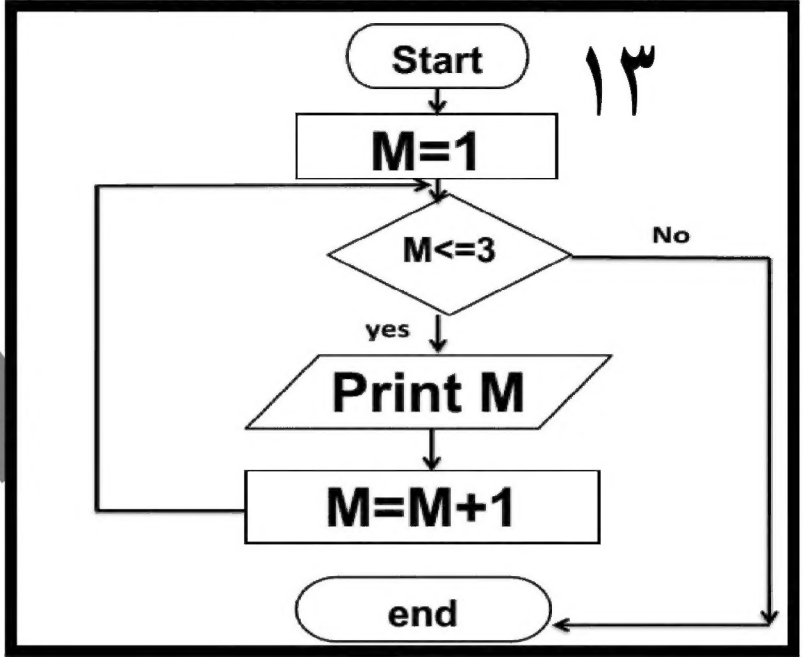 Start
١٣
M=1
M<=3
No
yes
Print M
M=M+1
end